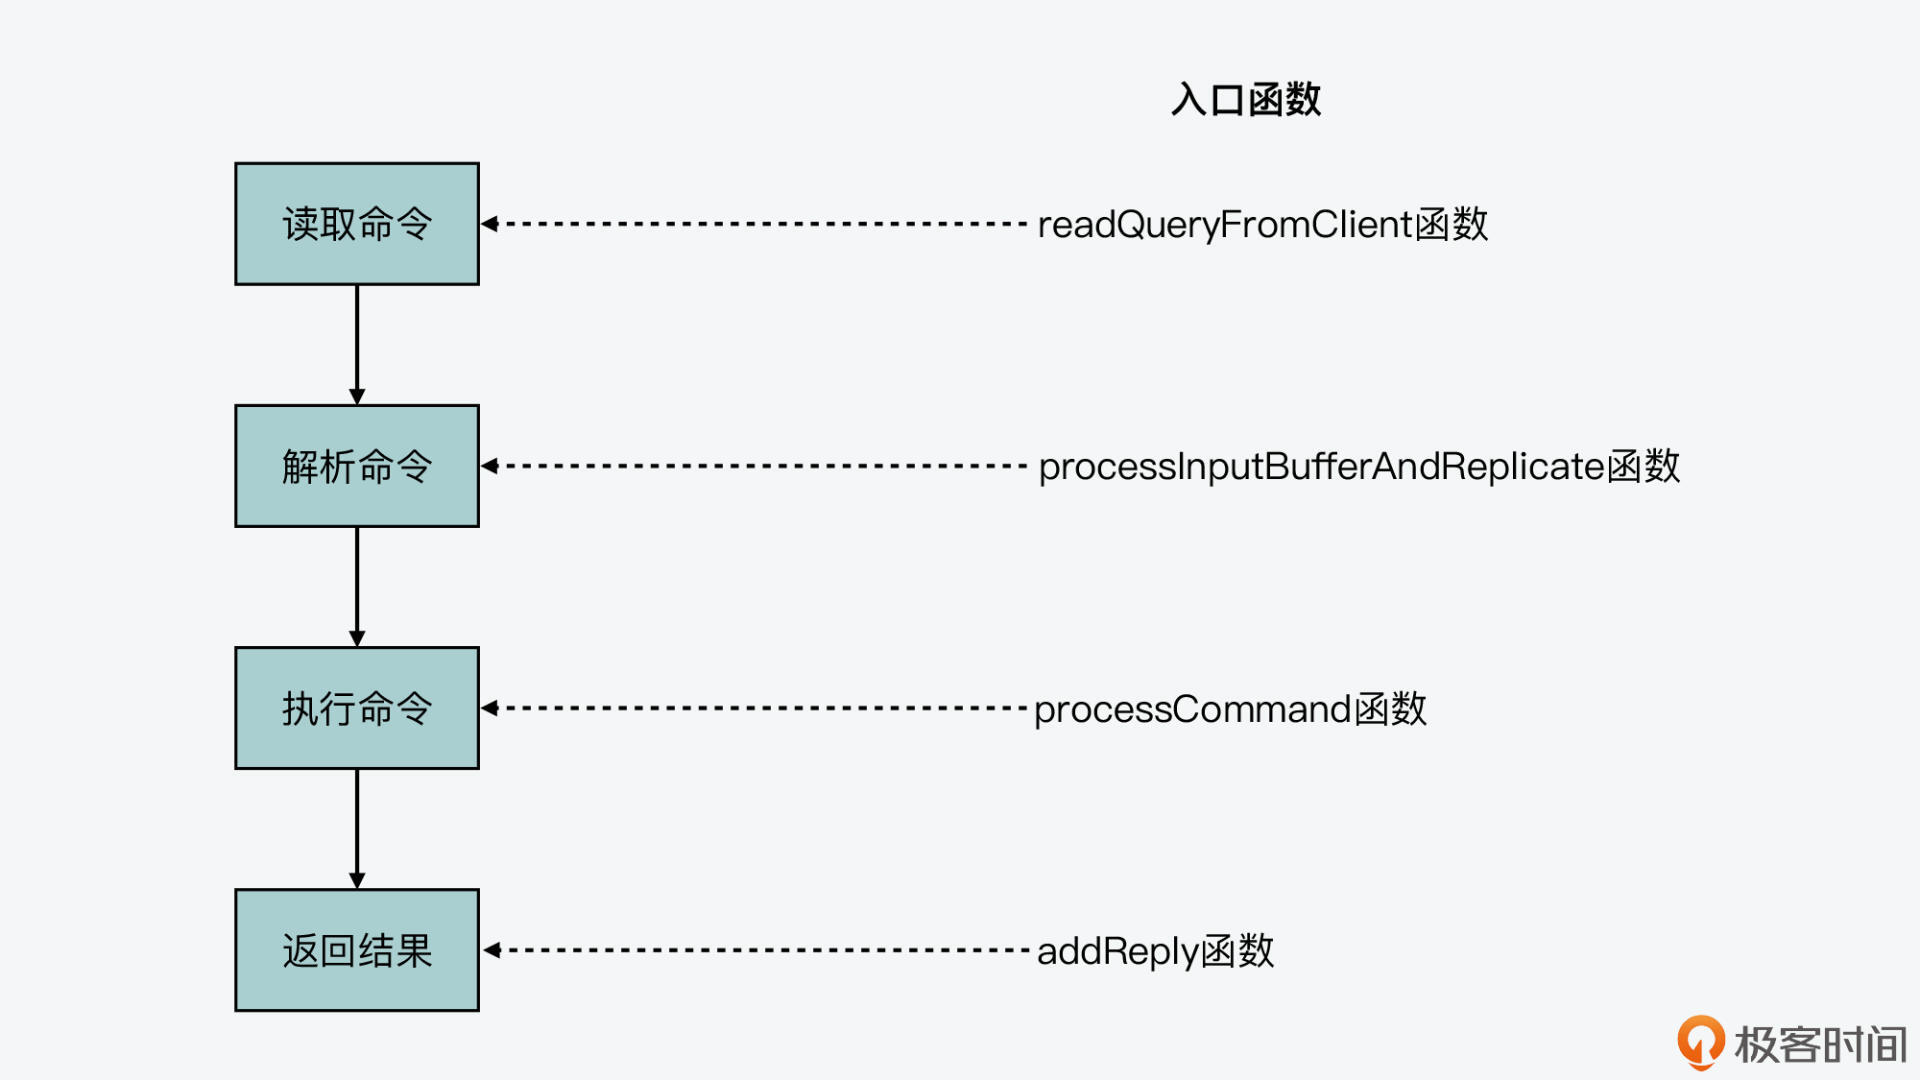 入口函数
读取命令
readQueryFromClient函数
解析命令
processInputBufferAndReplicate函数
执行命令
processCommand函数
返回结果
addReply函数
极客时间